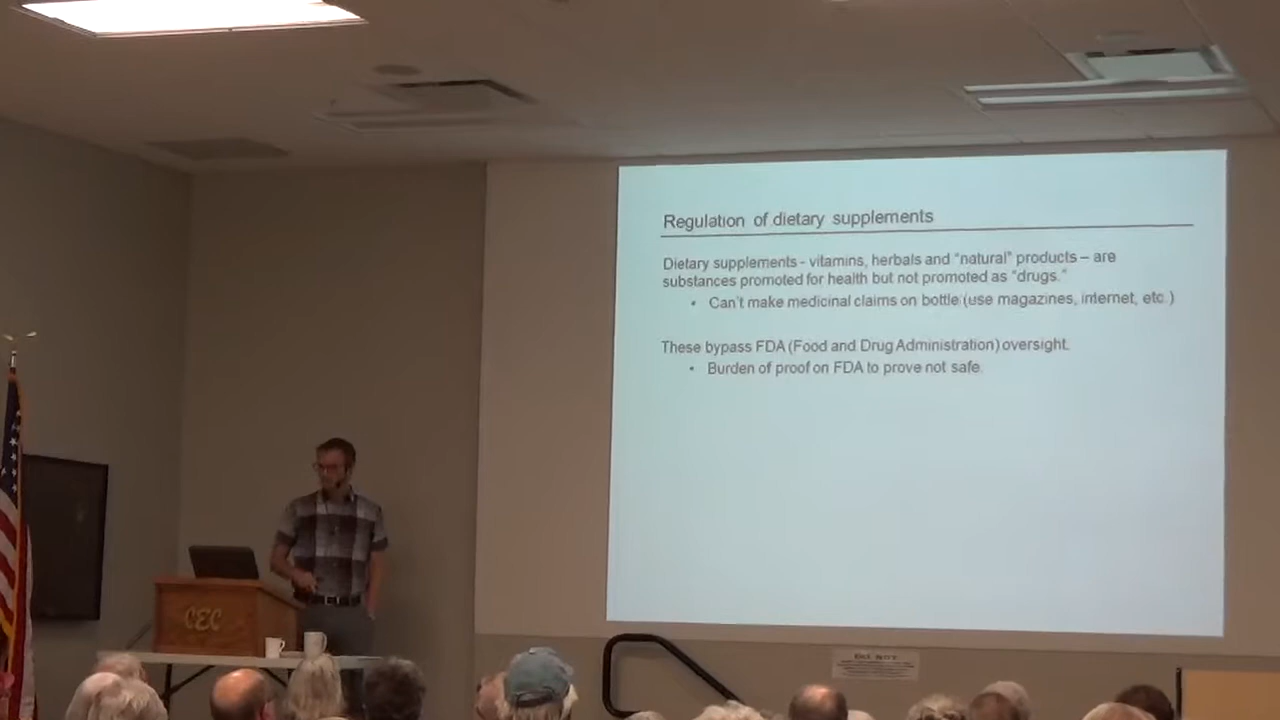 Regulation of dietary supplements
Dietary supplements - vitamins, herbals and “natural” products – are
substances promoted for health but not promoted as “drugs.”
• Can’t make medicinal claims on bottle (use magazines, internet, etc.)
These bypass FDA (Food and Drug Administration) oversight.
• Burden of proof on FDA to prove not safe.
CEC